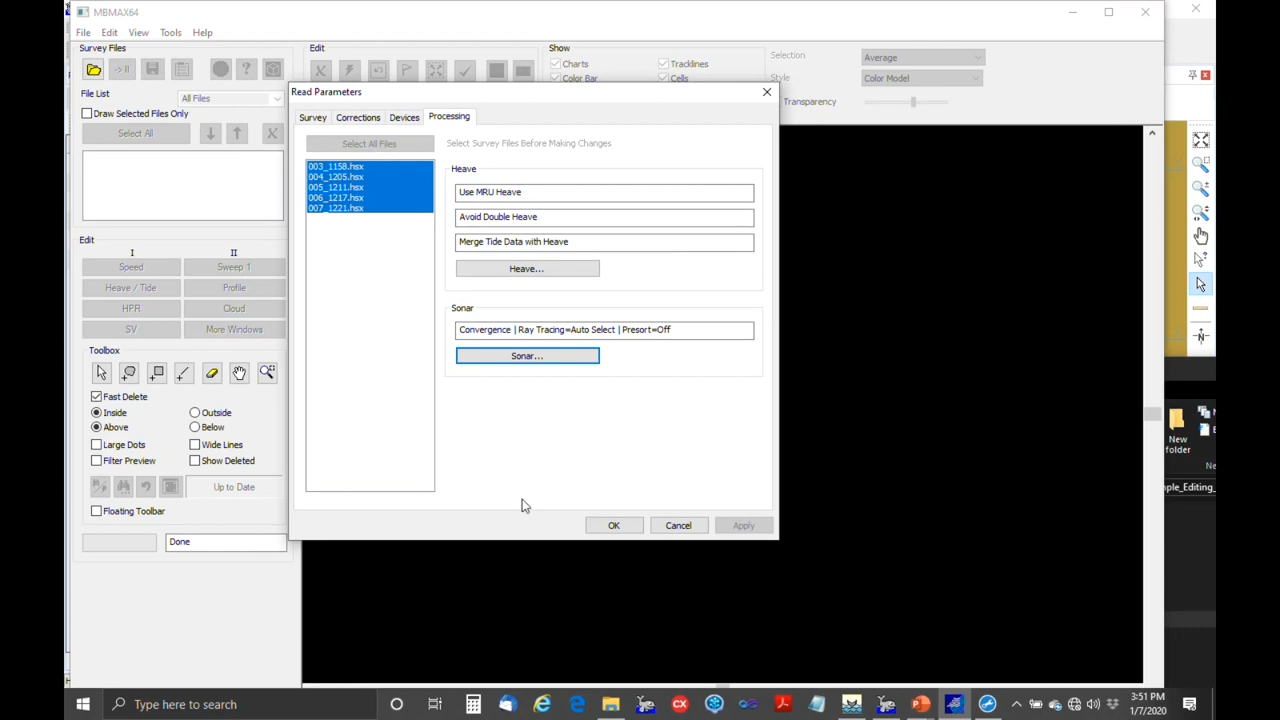 MBMAX64
File Edit View Tools Help
Survey Files
Edit
Show
Charts
Tracklines
Color Bar
Cells
Selection
Average
Style
Color Model
Transparency
File List
All Files
Draw Selected Files Only
Select All
Read Parameters
Survey Corrections Devices Processing
Select All Files
Select Survey Files Before Making Changes
003_1158.hsx
004_1205.hsx
005_1211.hsx
006_1217.hsx
007_1221.hsx
Heave
Use MRU Heave
Avoid Double Heave
Merge Tide Data with Heave
Heave...
Sonar
Convergence | Ray Tracing=Auto Select | Presort=Off
Sonar...
OK Cancel Apply
Edit
I II
Speed Sweep 1
Heave / Tide Profile
HPR Cloud
SV More Windows
Toolbox
Fast Delete
Inside Outside
Above Below
Large Dots Wide Lines
Filter Preview Show Deleted
Up to Date
Floating Toolbar
Done
New
folder
Ne
ple_Editing_
Type here to search
3:51 PM
1/7/2020